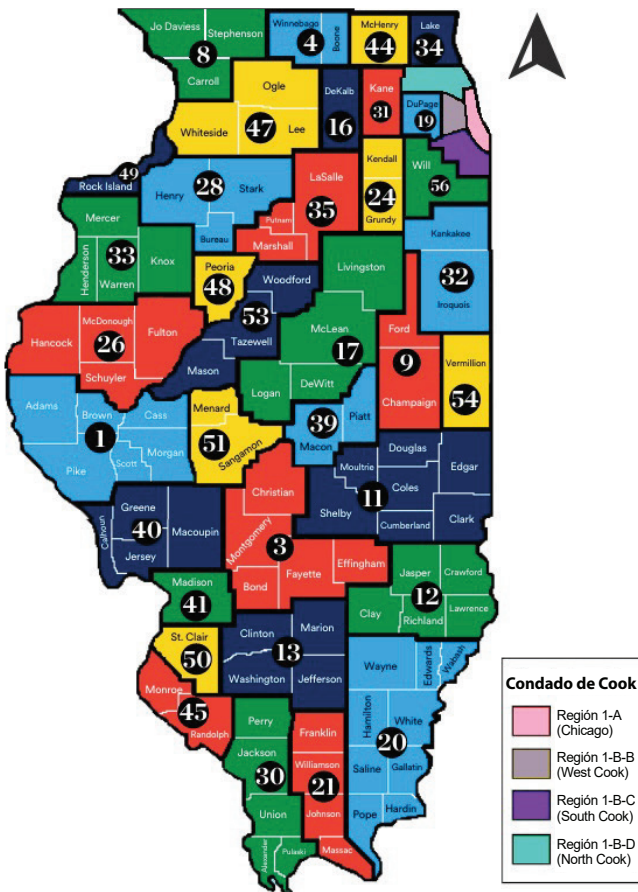 Jo Daviess
Stephenson
8
Carroll
Winnebago
4
Boone
McHenry
44
Lake
34
Ogle
Whiteside
47
Lee
DeKalb
16
Kane
31
DuPage
19
Kendall
24
Grundy
Will
56
49
Rock Island
Henry
28
Stark
Bureau
LaSalle
35
Putnam
Marshall
Kankakee
32
Iroquois
Mercer
Henderson
33
Warren
Knox
Peoria
48
Woodford
53
Tazewell
Mason
Livingston
McLean
17
Logan
DeWitt
Ford
9
Champaign
Vermillion
54
Hancock
McDonough
26
Fulton
Schuyler
Adams
Brown
Cass
1
Pike
Scott
Morgan
Menard
51
Sangamon
39
Piatt
Macon
Douglas
Moultrie
Coles
Edgar
11
Shelby
Cumberland
Clark
Calhoun
Greene
40
Macoupin
Jersey
Christian
Montgomery
3
Bond
Fayette
Effingham
Jasper
Crawford
12
Clay
Richland
Lawrence
Madison
41
St. Clair
50
Clinton
Marion
13
Washington
Jefferson
Monroe
45
Randolph
Wayne
Edwards
Wabash
Hamilton
White
20
Saline
Gallatin
Pope
Hardin
Perry
Jackson
30
Union
Alexander
Pulaski
Franklin
Williamson
21
Johnson
Massac
Condado de Cook
Región 1-A
(Chicago)
Región 1-B-B
(West Cook)
Región 1-B-C
(South Cook)
Región 1-B-D
(North Cook)